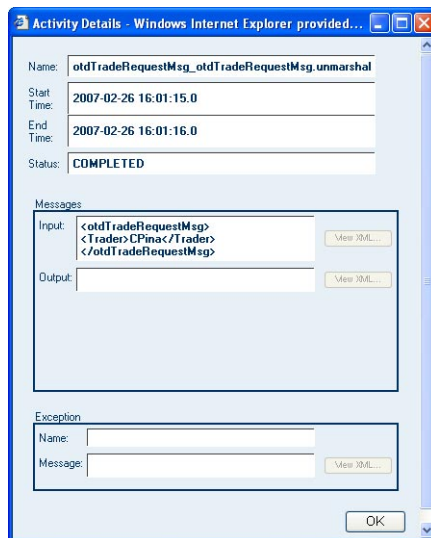 Activity Details - Windows Internet Explorer provided...
Name: otdTradeRequestMsg_otdTradeRequestMsg.unmarshal
Start
Time: 2007-02-26 16:01:15.0
End
Time: 2007-02-26 16:01:16.0
Status: COMPLETED
Messages
Input: <otdTradeRequestMsg>
<Trader>CPina</Trader>
</otdTradeRequestMsg>
View XML...
Output: View XML...
Exception
Name:
Message: View XML...
OK